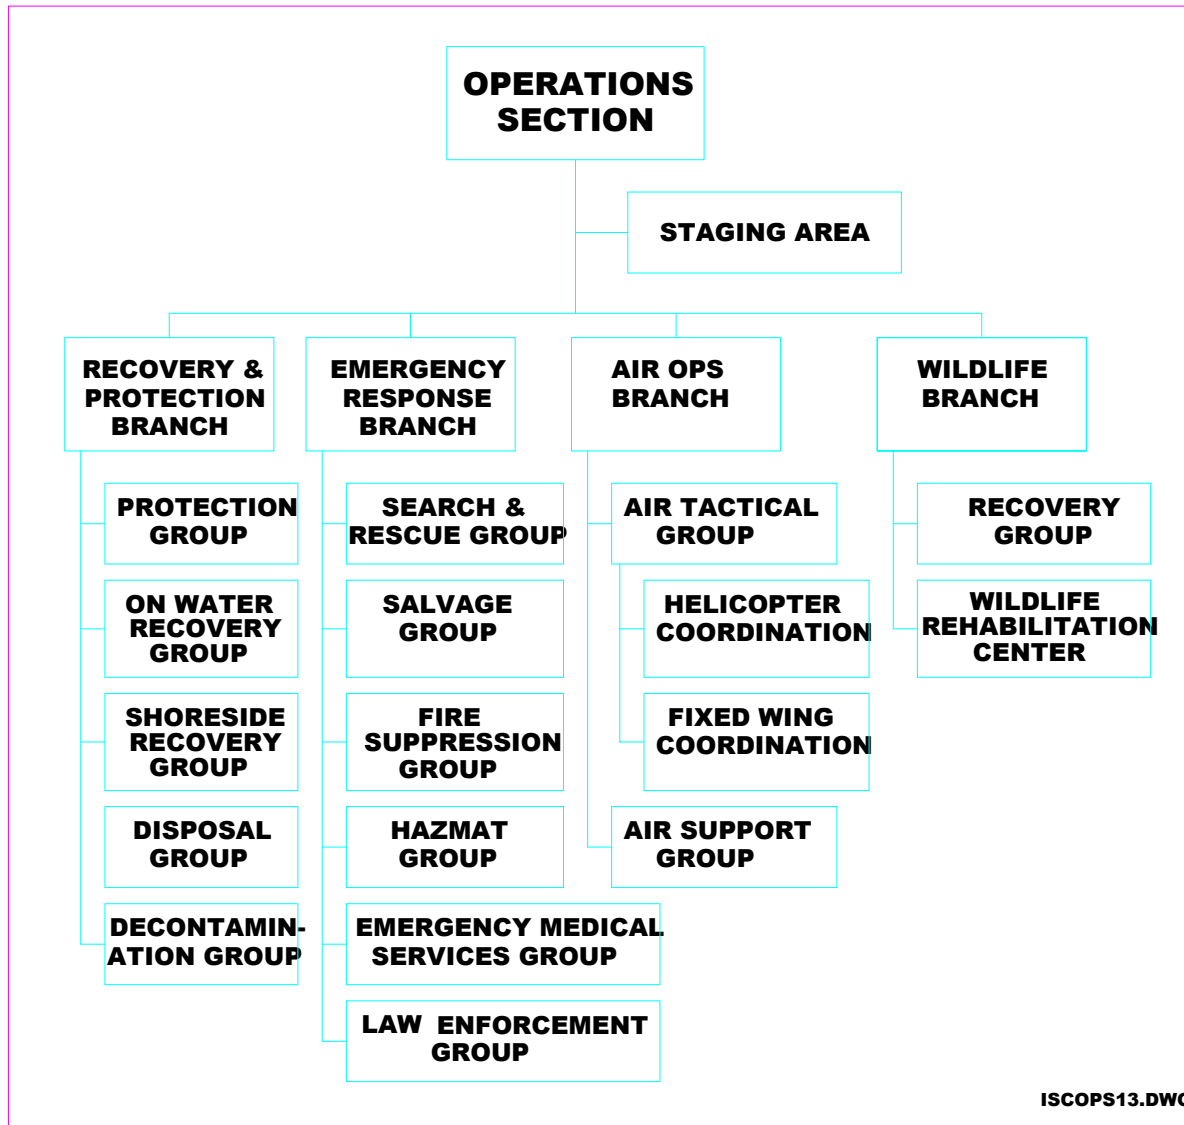 OPERATIONS
SECTION
STAGING AREA
RECOVERY &
PROTECTION
BRANCH
EMERGENCY
RESPONSE
BRANCH
AIR OPS
BRANCH
WILDLIFE
BRANCH
PROTECTION
GROUP
ON WATER
RECOVERY
GROUP
SHORESIDE
RECOVERY
GROUP
DISPOSAL
GROUP
DECONTAMIN-
ATION GROUP
SEARCH &
RESCUE GROUP
SALVAGE
GROUP
FIRE
SUPPRESSION
GROUP
HAZMAT
GROUP
EMERGENCY MEDICAL
SERVICES GROUP
LAW ENFORCEMENT
GROUP
AIR TACTICAL
GROUP
HELICOPTER
COORDINATION
FIXED WING
COORDINATION
AIR SUPPORT
GROUP
RECOVERY
GROUP
WILDLIFE
REHABILITATION
CENTER
ISCOPS13.DWG